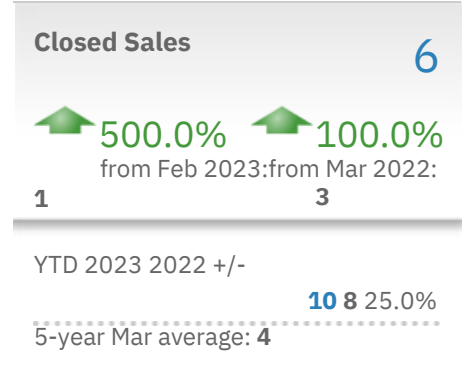 Closed Sales
6
500.0% 100.0%
from Feb 2023:from Mar 2022:
1 3
YTD 2023 2022 +/-
10 8 25.0%
5-year Mar average: 4